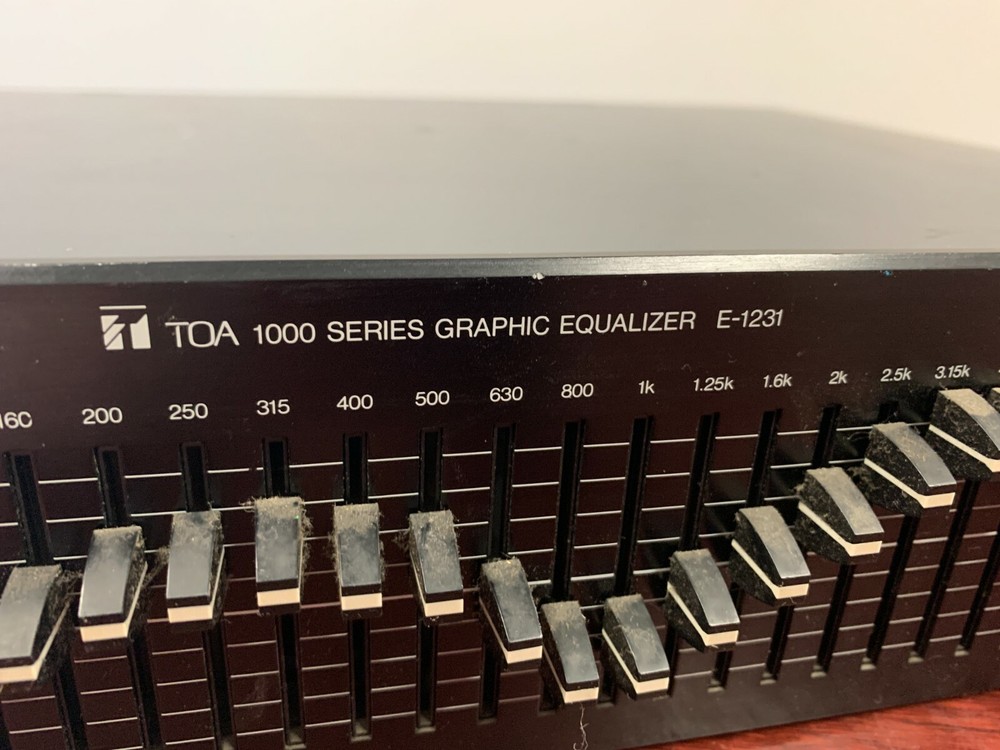 TOA 1000 SERIES GRAPHIC EQUALIZER E-1231
160 200 250 315 400 500 630 800 1k 1.25k 1.6k 2k 2.5k 3.15k